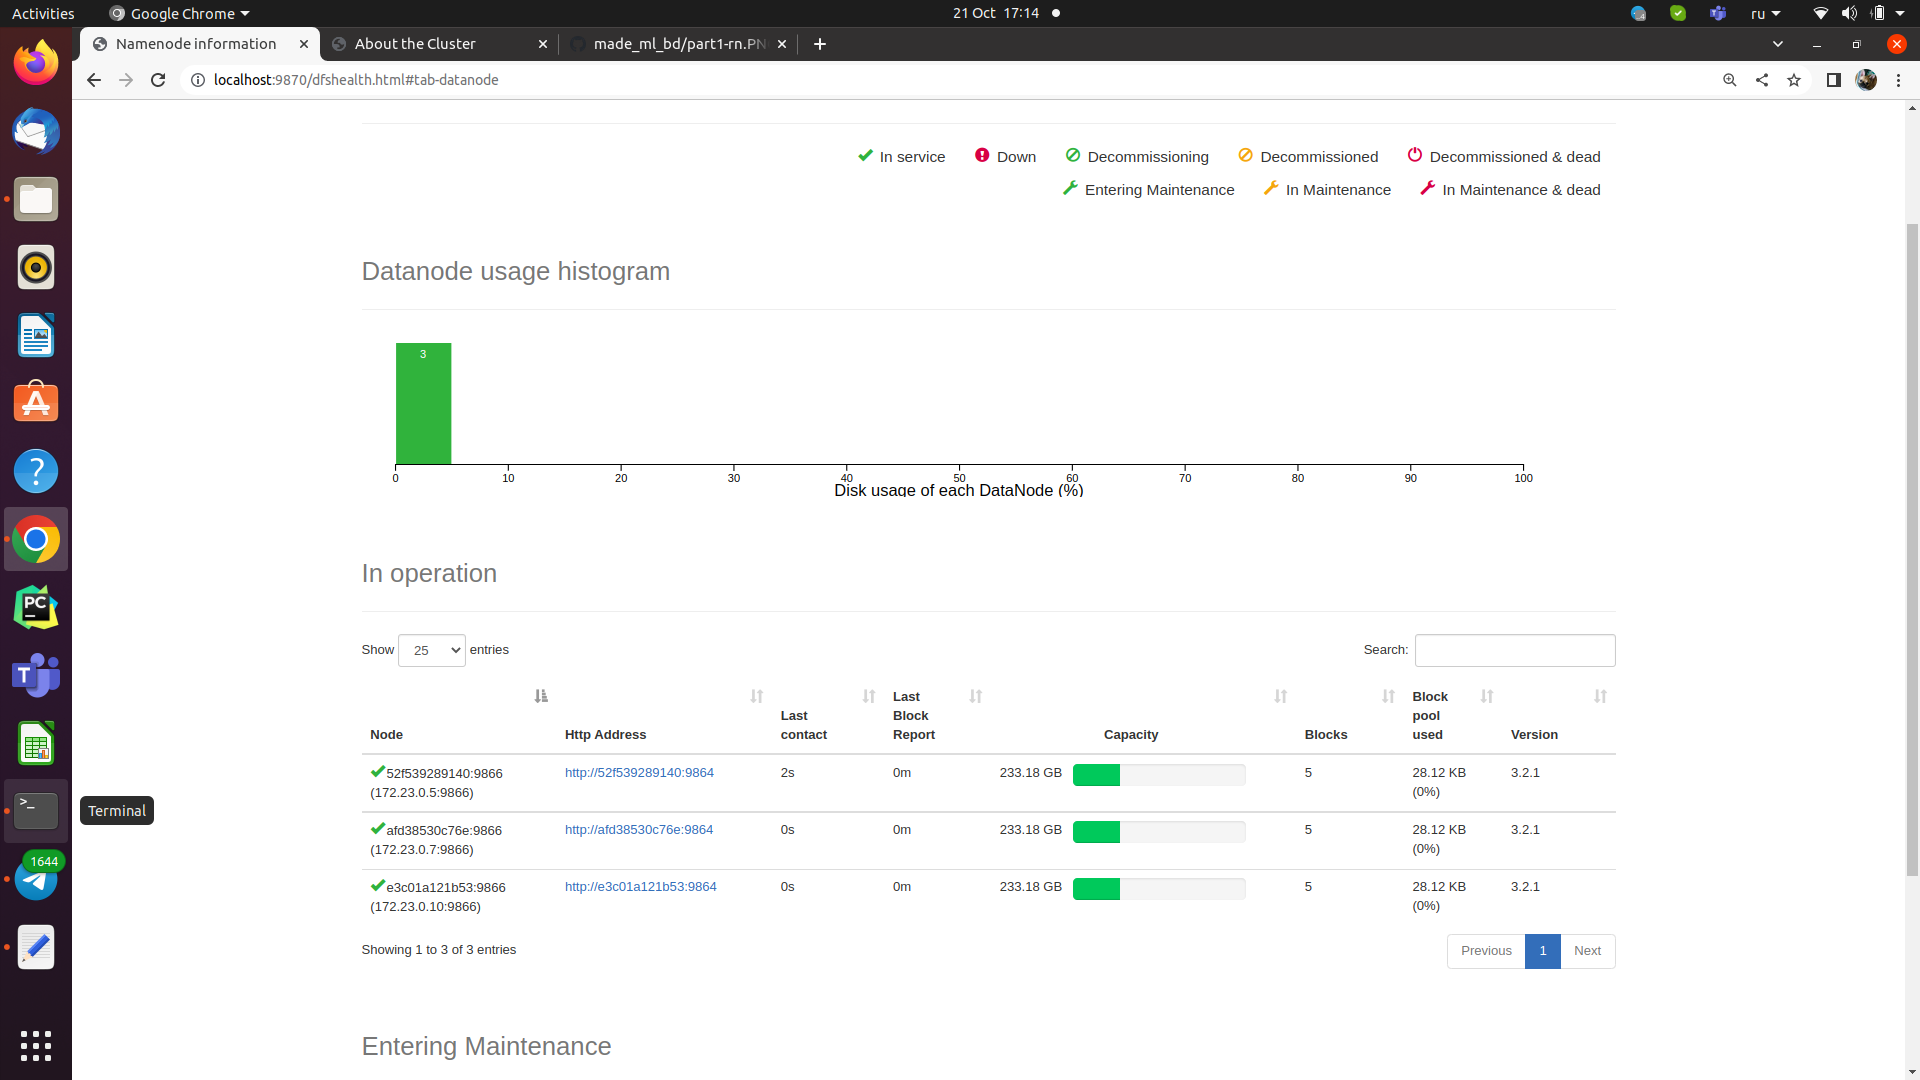 Activities
Google Chrome
21 Oct 17:14
ru
Namenode information
About the Cluster
made_ml_bd/part1-rn.PN
localhost:9870/dfshealth.html#tab-datanode
In service
Down
Decommissioning
Decommissioned
Decommissioned & dead
Entering Maintenance
In Maintenance
In Maintenance & dead
Datanode usage histogram
3
0 10 20 30 40 50 60 70 80 90 100
Disk usage of each DataNode (%)
In operation
Show 25 entries
Search:
Node
Http Address
Last contact
Last Block Report
Capacity
Blocks
Block pool used
Version
52f539289140:9866 http://52f539289140:9864 2s 0m 233.18 GB 5 28.12 KB 3.2.1
(172.23.0.5:9866) (0%)
afd38530c76e:9866 http://afd38530c76e:9864 0s 0m 233.18 GB 5 28.12 KB 3.2.1
(172.23.0.7:9866) (0%)
e3c01a121b53:9866 http://e3c01a121b53:9864 0s 0m 233.18 GB 5 28.12 KB 3.2.1
(172.23.0.10:9866) (0%)
Showing 1 to 3 of 3 entries
Previous 1 Next
Entering Maintenance
PC
T
Terminal
1644